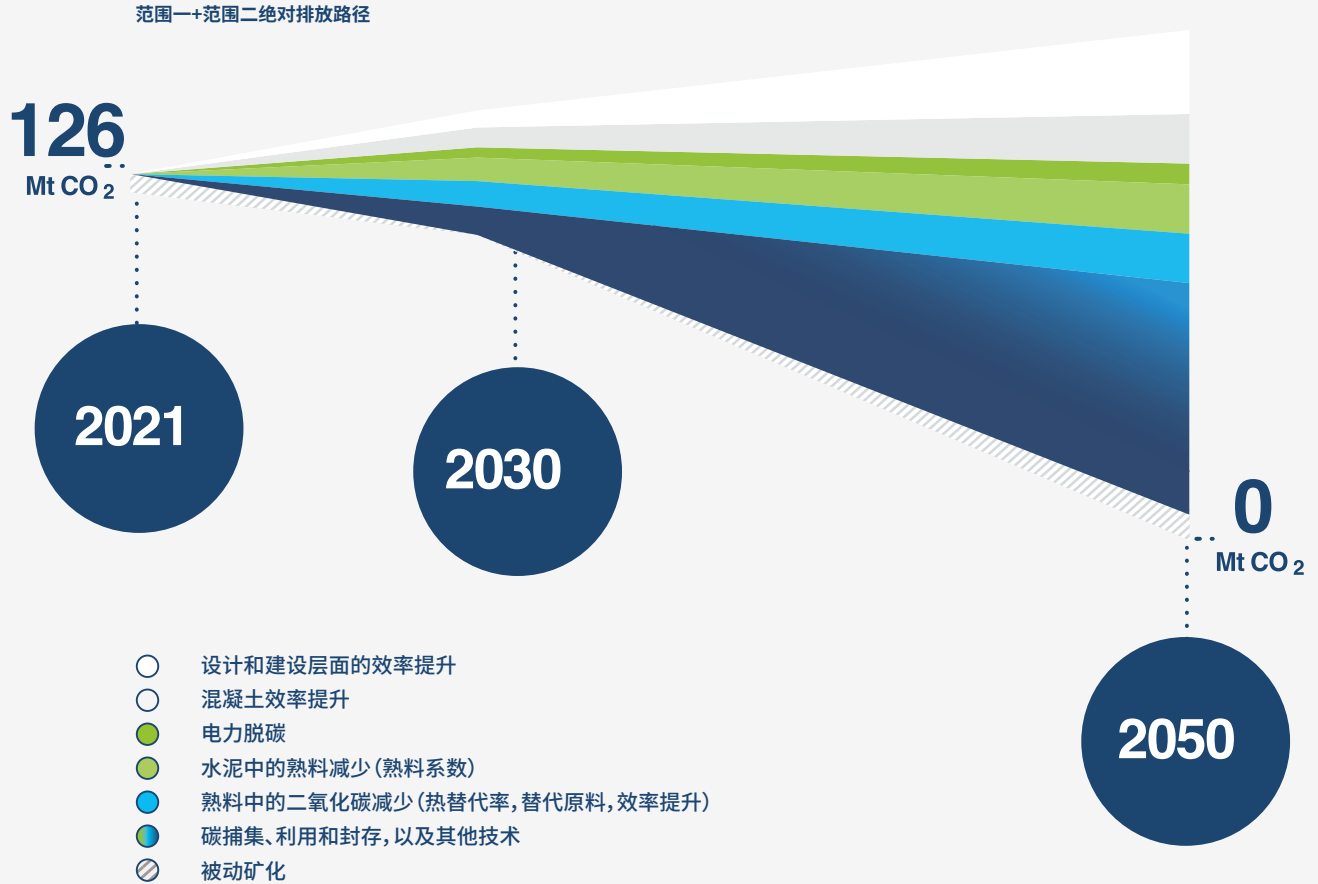 范围一+范围二绝对排放路径
126
Mt CO2
2021
2030
0
Mt CO2
2050
设计和建设层面的效率提升
混凝土效率提升
电力脱碳
水泥中的熟料减少（熟料系数）
熟料中的二氧化碳减少（热替代率，替代原料，效率提升）
碳捕集、利用和封存，以及其他技术
被动矿化